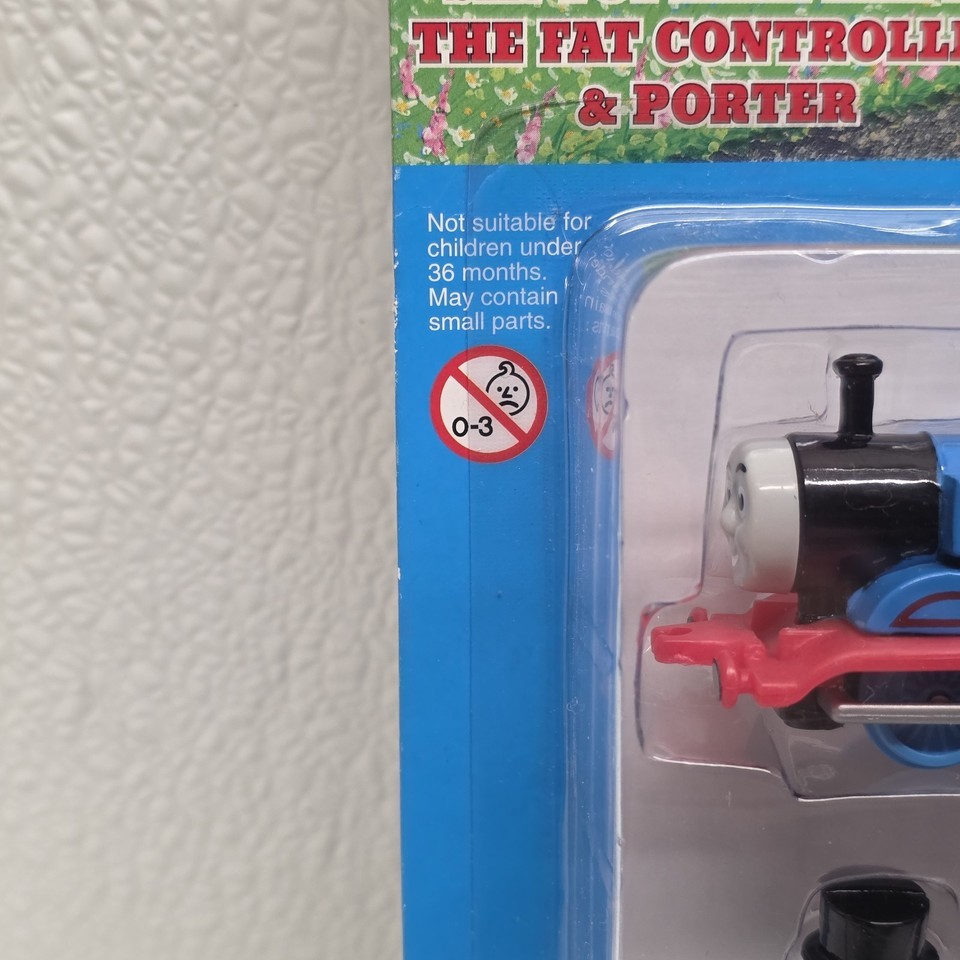 THE FAT CONTROLL
& PORTER
Not suitable for
children under
36 months.
May contain
small parts.
0-3